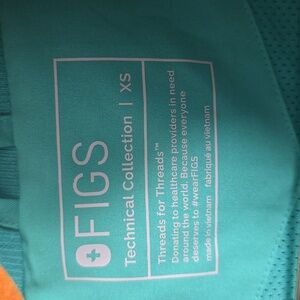 FIGS
Technical Collection | XS
Threads for Threads™
Donating to healthcare providers in need
around the world. Because everyone
deserves to #wearFIGS
made in vietnam fabriqué au vietnam